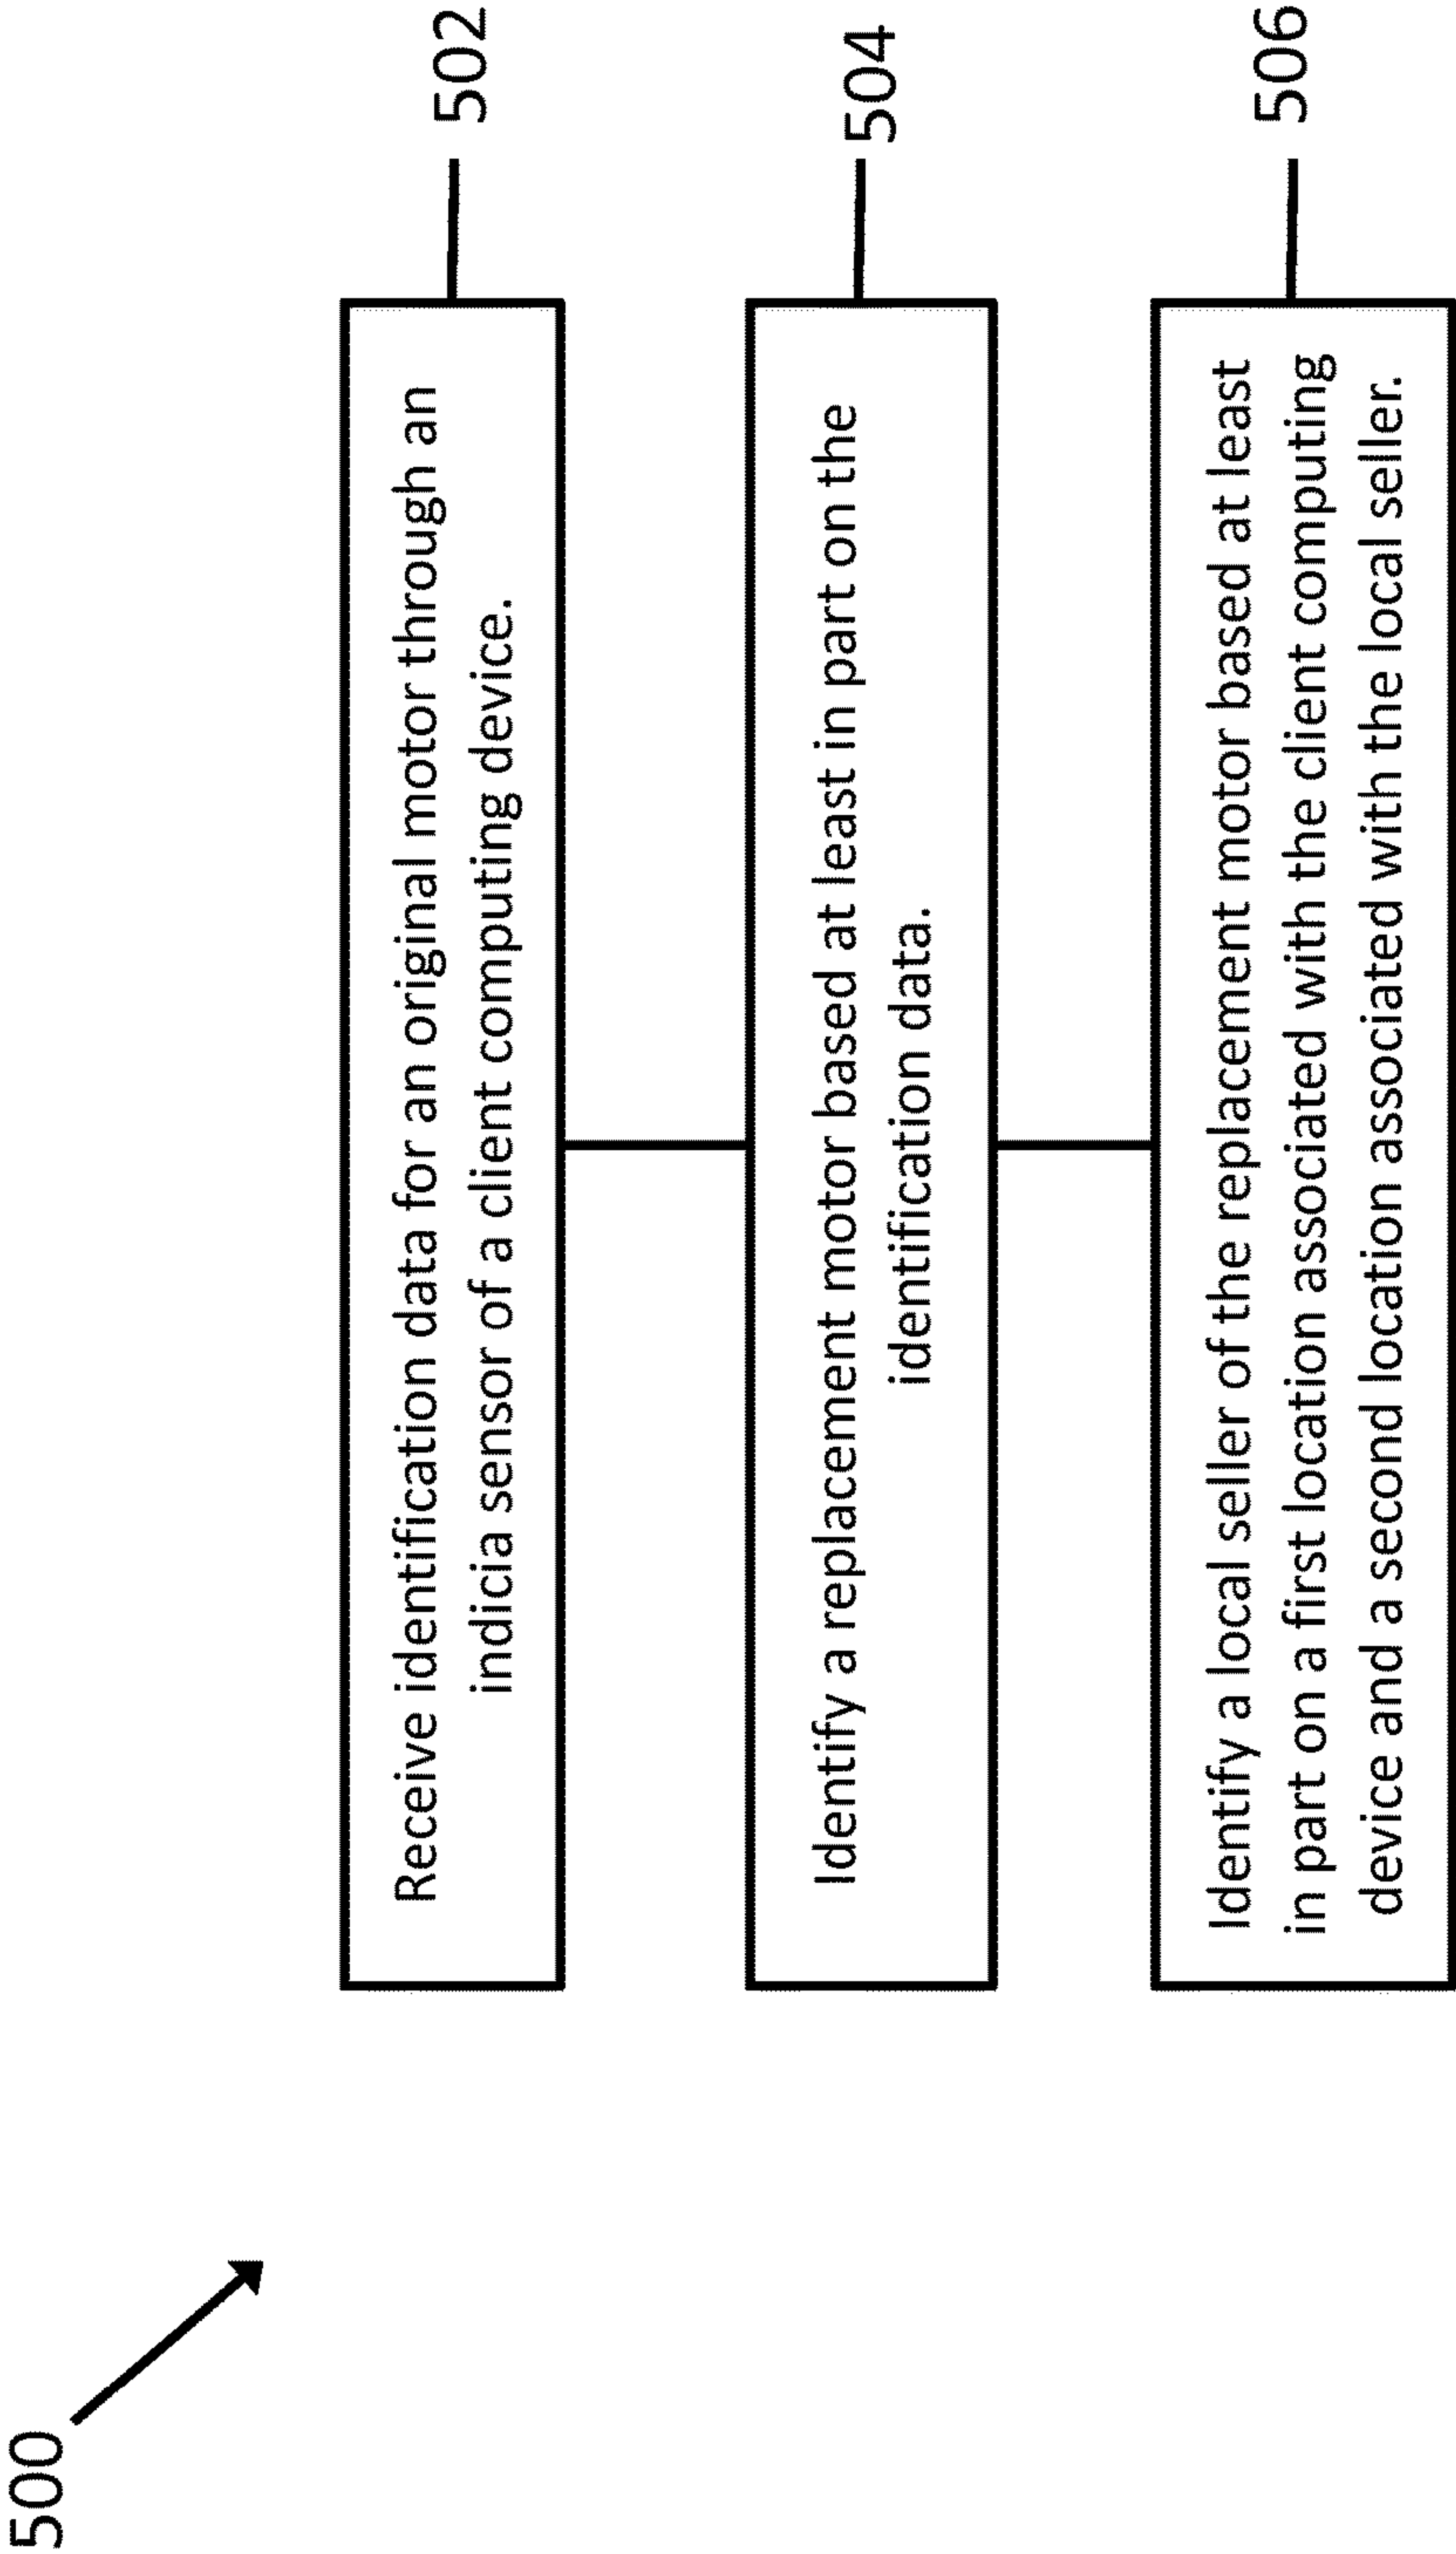 500
Receive identification data for an original motor through an
indicia sensor of a client computing device.
502
Identify a replacement motor based at least in part on the
identification data.
504
Identify a local seller of the replacement motor based at least
in part on a first location associated with the client computing
device and a second location associated with the local seller.
506